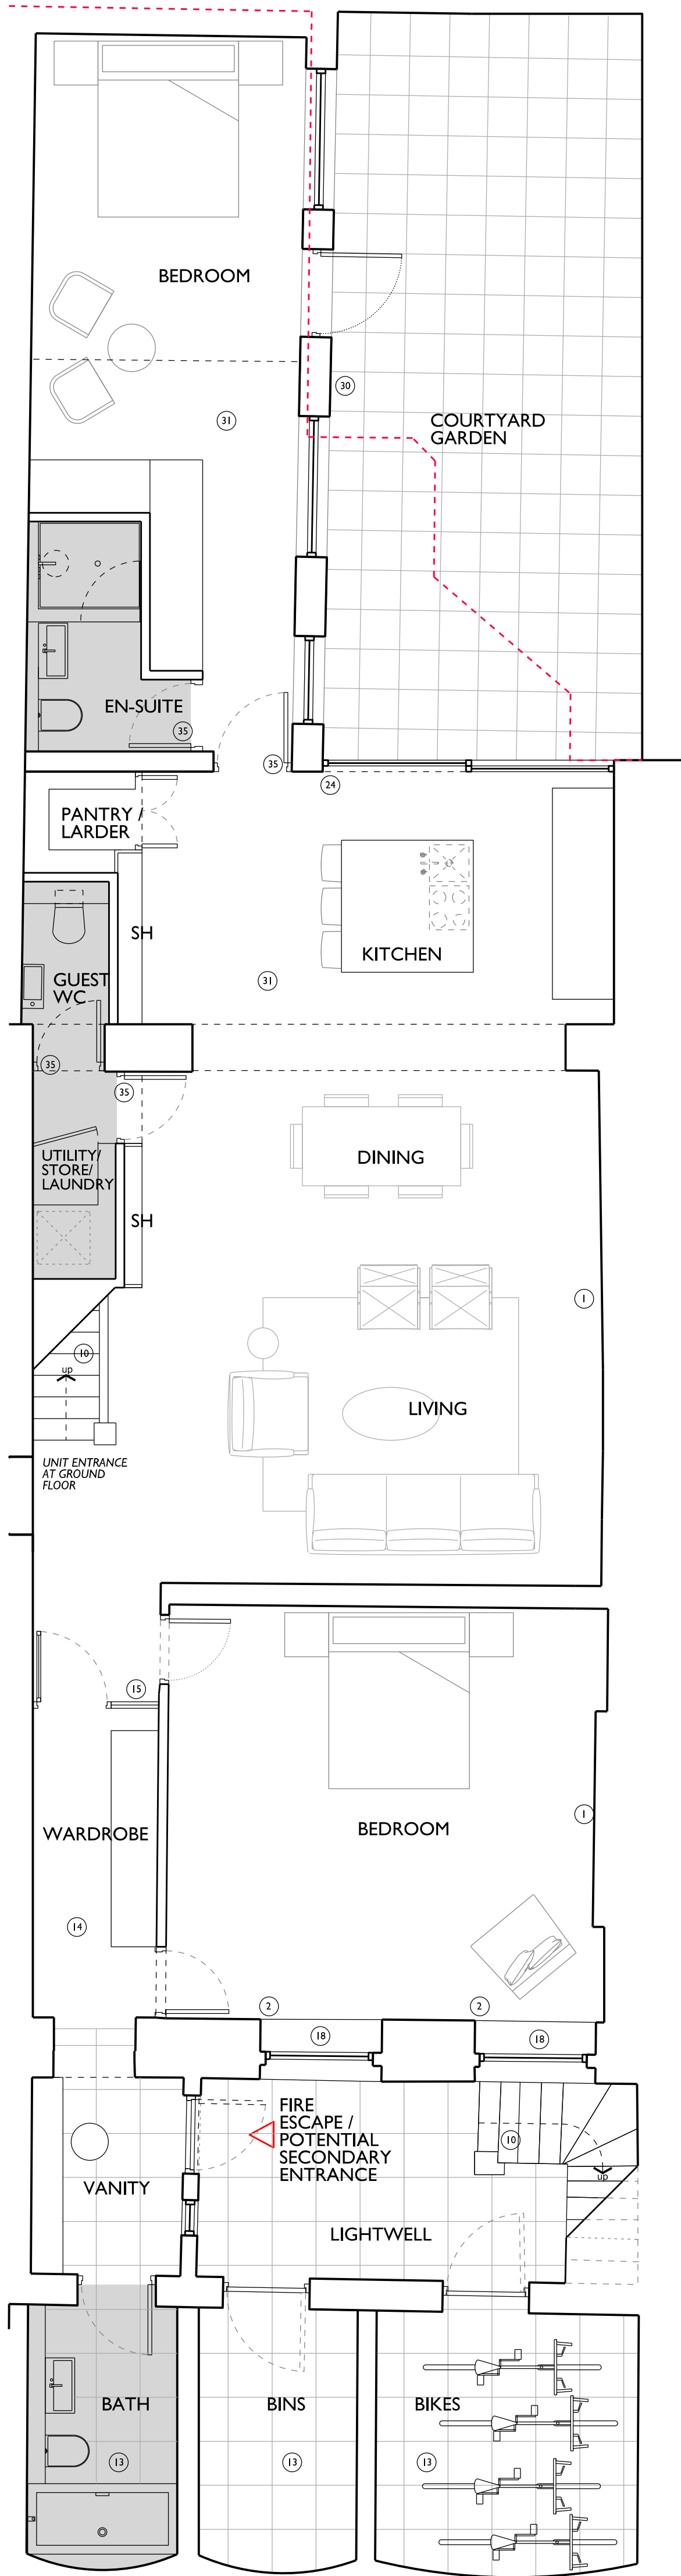 BEDROOM
30
31
COURTYARD
GARDEN
EN-SUITE
35
35
24
PANTRY /
LARDER
SH
KITCHEN
GUEST
WC
31
35
35
UTILITY/
STORE/
LAUNDRY
DINING
SH
1
10
up
LIVING
UNIT ENTRANCE
AT GROUND
FLOOR
15
1
WARDROBE
BEDROOM
14
2
2
18
18
FIRE
ESCAPE /
POTENTIAL
SECONDARY
ENTRANCE
10
up
VANITY
LIGHTWELL
BATH
BINS
BIKES
13
13
13